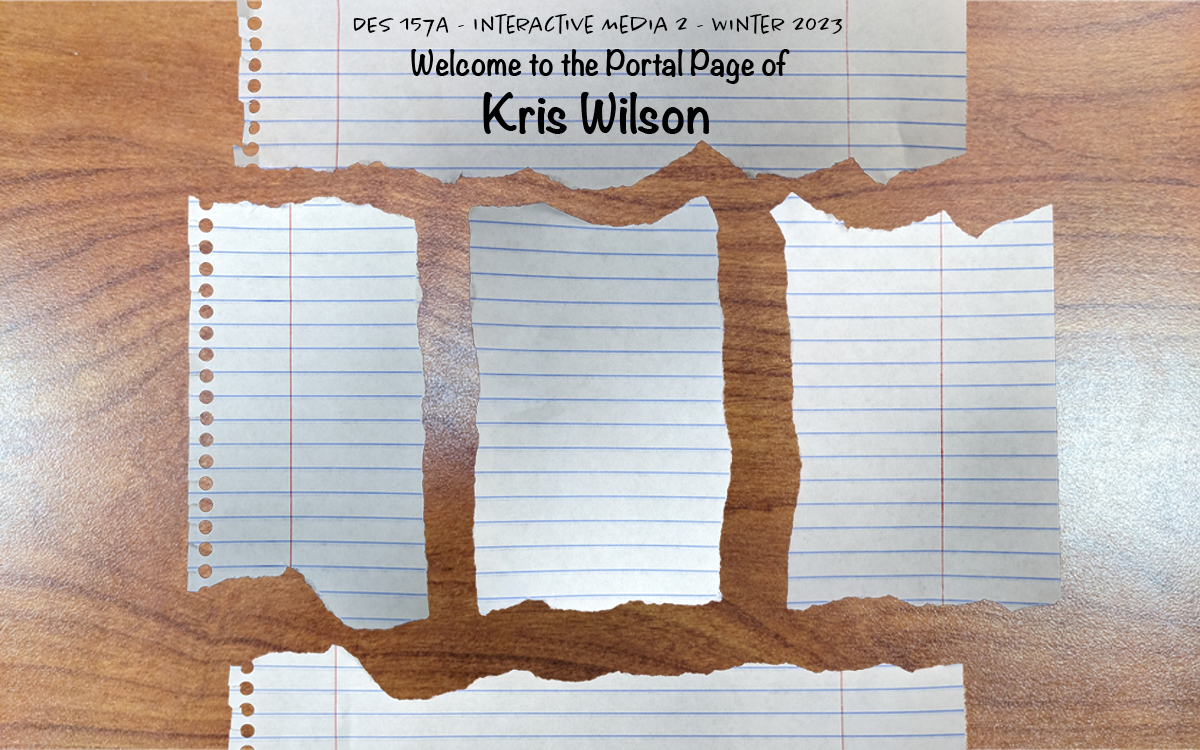 DES 157A - INTERACTIVE MEDIA 2 - WINTER 2023
Welcome to the Portal Page of
Kris Wilson